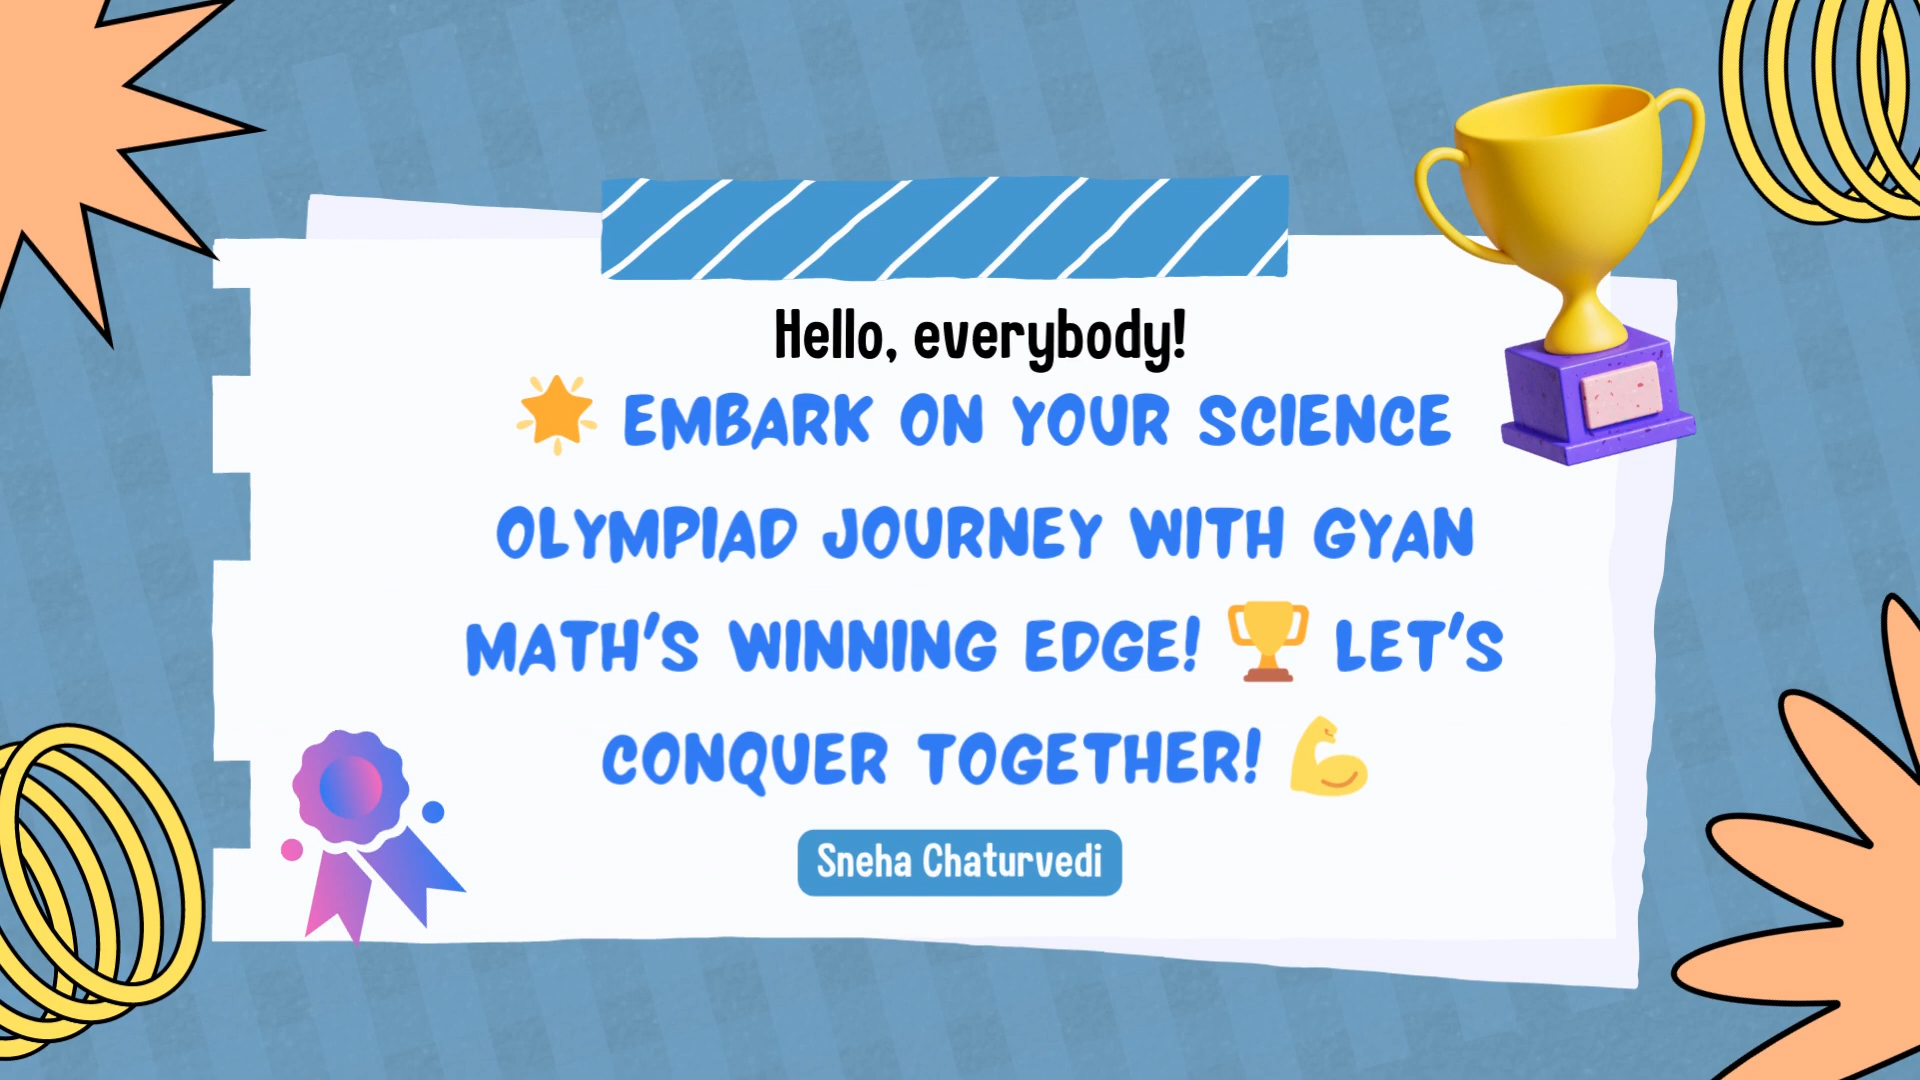 Hello, everybody!
🌟 EMBARK ON YOUR SCIENCE
OLYMPIAD JOURNEY WITH GYAN
MATH'S WINNING EDGE! 🏆 LET'S
CONQUER TOGETHER! 💪
Sneha Chaturvedi